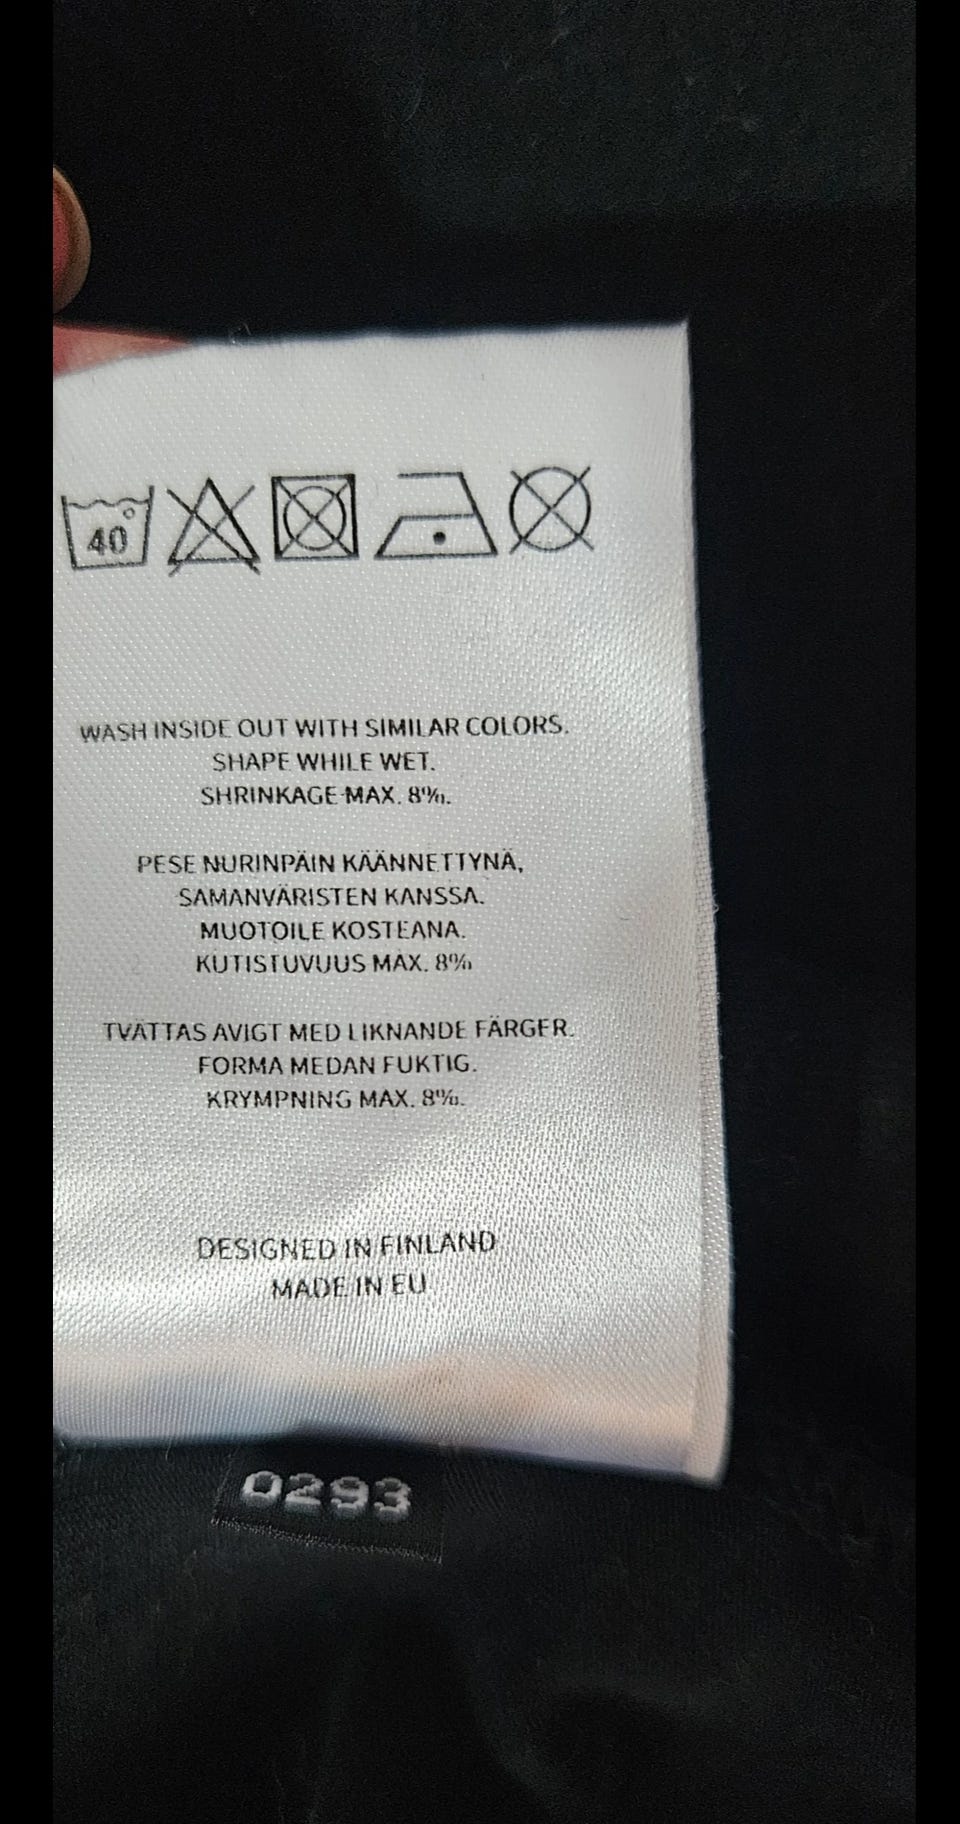 40°
WASH INSIDE OUT WITH SIMILAR COLORS.
SHAPE WHILE WET.
SHRINKAGE MAX. 8%.
PESE NURINPÄIN KÄÄNNETTYNÄ,
SAMANVÄRISTEN KANSSA.
MUOTOILE KOSTEANA.
KUTISTUVUUS MAX. 8%
TVÄTTAS AVIGT MED LIKNANDE FÄRGER.
FORMA MEDAN FUKTIG.
KRYMPNING MAX. 8%.
DESIGNED IN FINLAND
MADE IN EU
0293